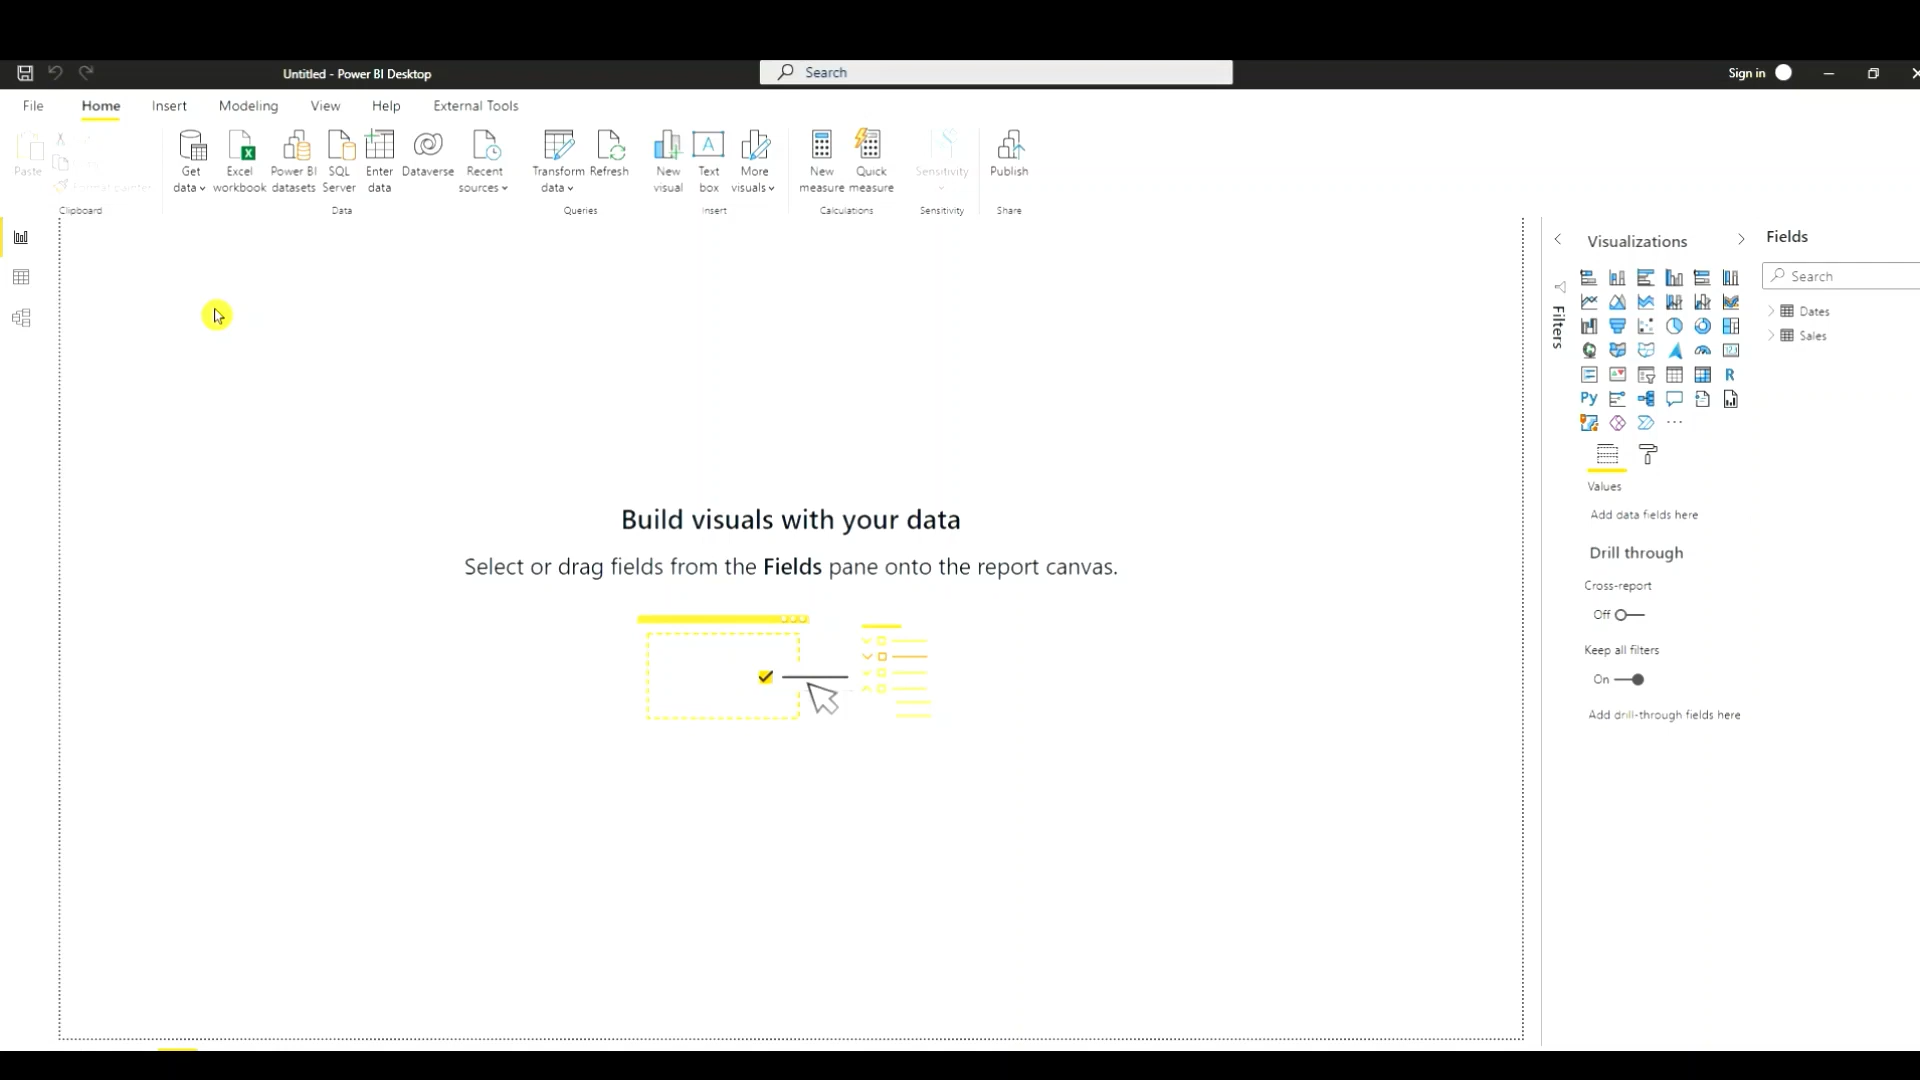 Untitled - Power BI Desktop
Search
Sign in
File Home Insert Modeling View Help External Tools
Paste
Format painter
Clipboard
Get data
Excel workbook
Power BI datasets
SQL Server
Enter data
Dataverse
Recent sources
Data
Transform data
Refresh
Queries
New visual
Text box
More visuals
Insert
New measure
Quick measure
Calculations
Sensitivity
Sensitivity
Publish
Share
Build visuals with your data
Select or drag fields from the Fields pane onto the report canvas.
Filters
Visualizations
R
Py
Values
Add data fields here
Drill through
Cross-report
Off
Keep all filters
On
Add drill-through fields here
Fields
Search
Dates
Sales